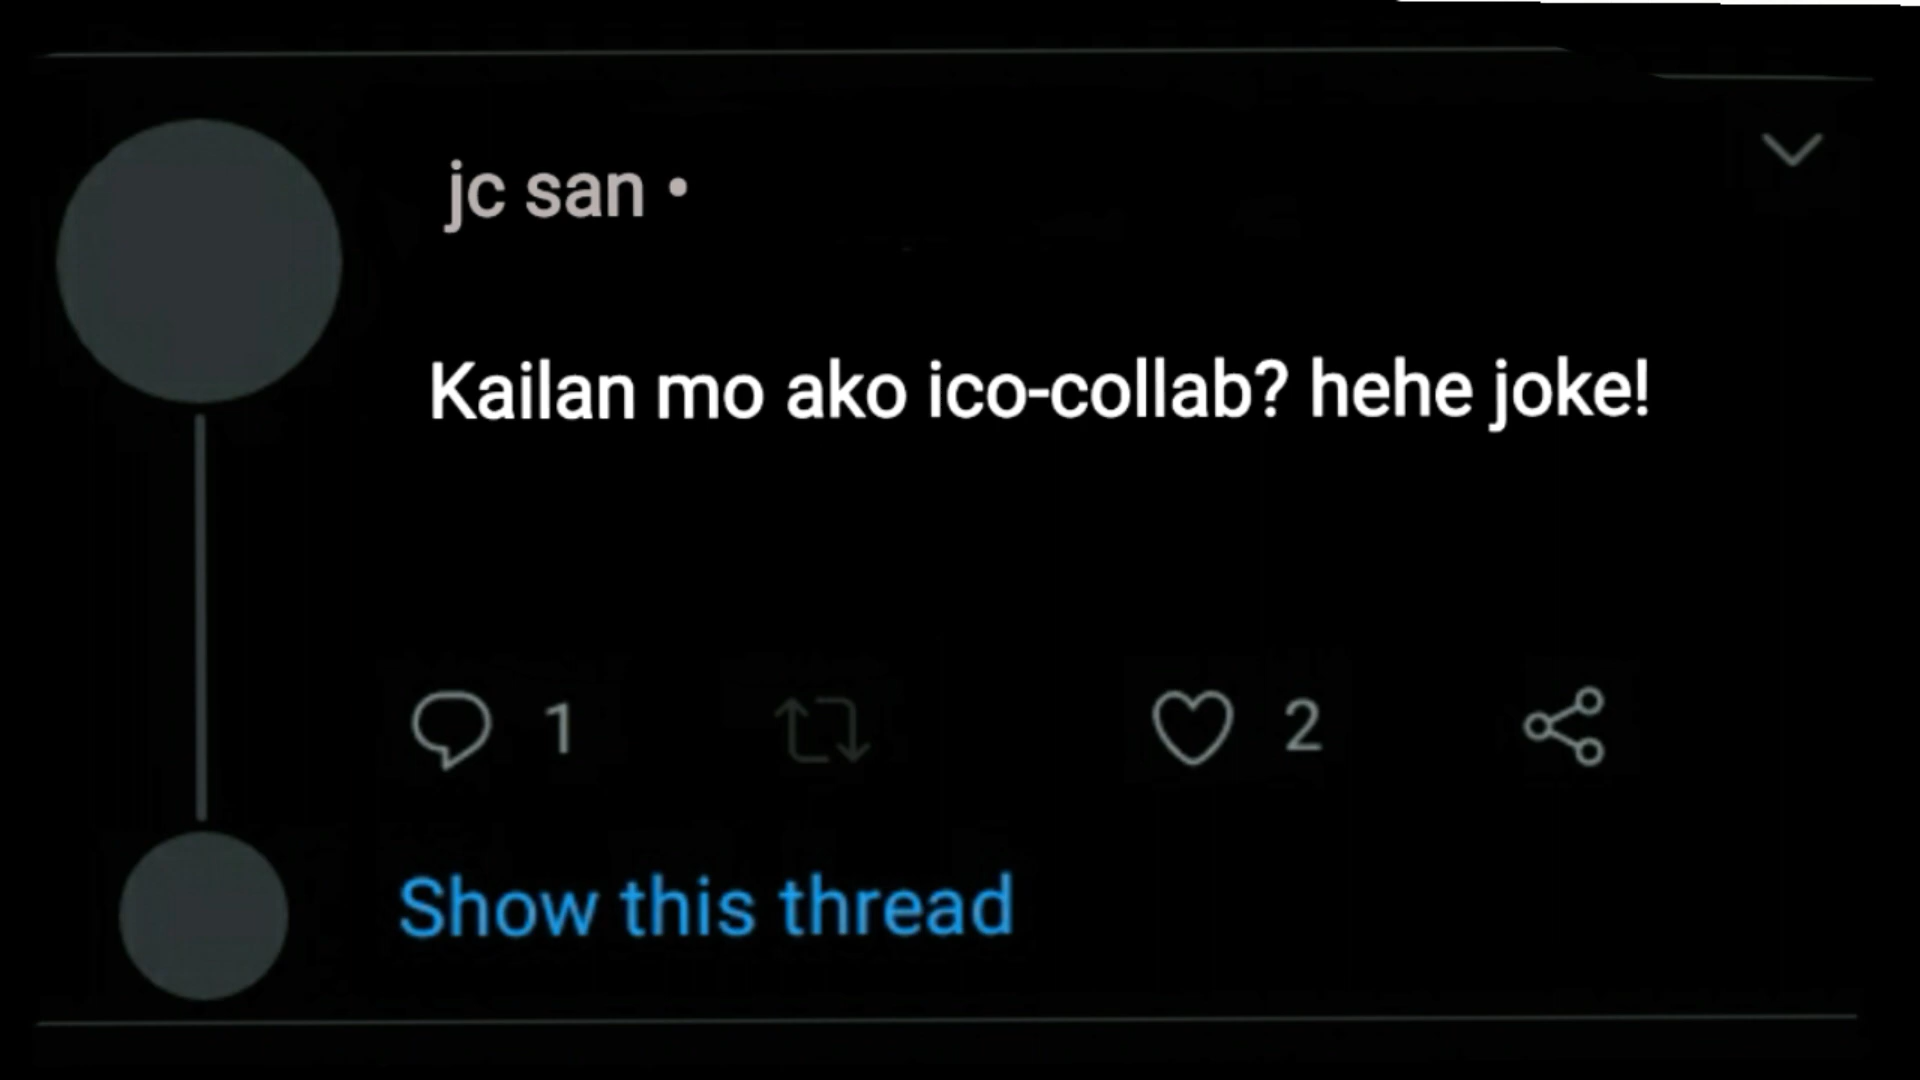 jc san •
Kailan mo ako ico-collab? hehe joke!
1
2
Show this thread